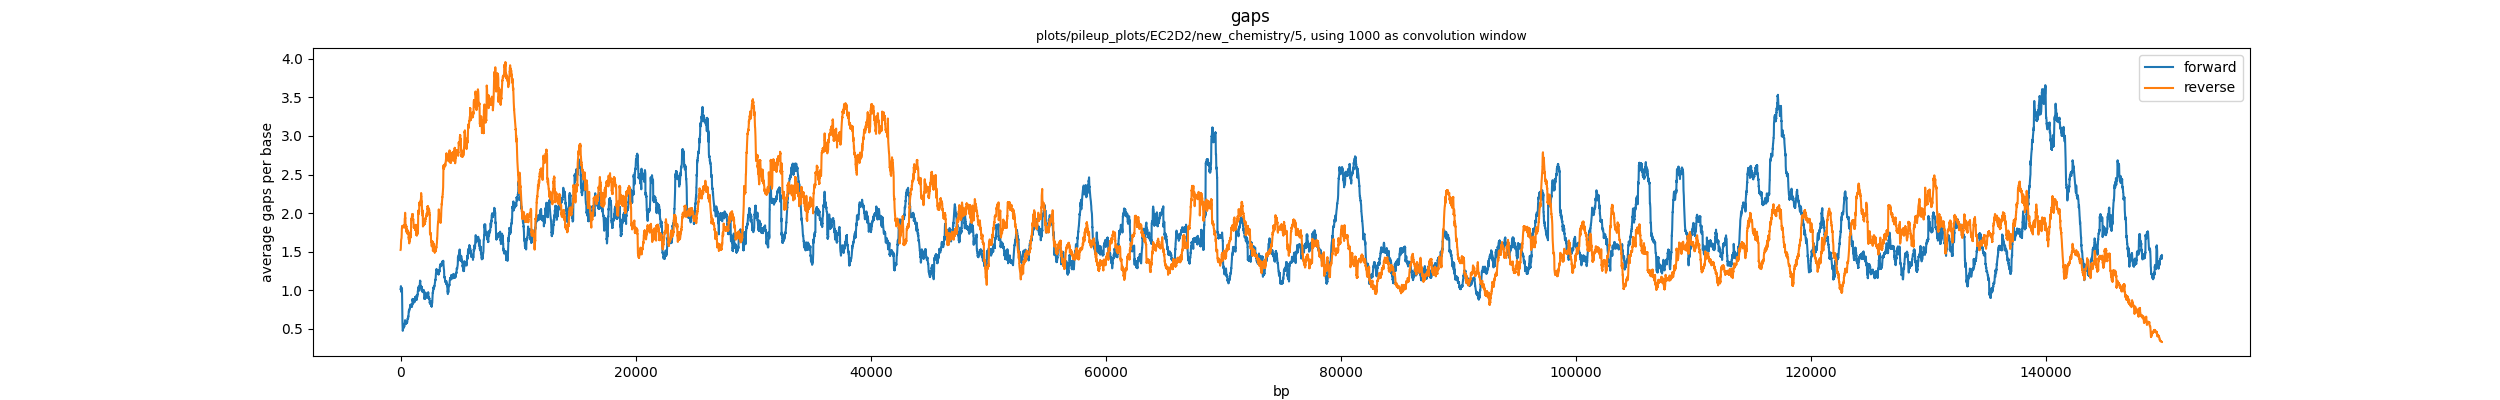 gaps
plots/pileup_plots/EC2D2/new_chemistry/5, using 1000 as convolution window
forward
reverse
average gaps per base
4.0
3.5
3.0
2.5
2.0
1.5
1.0
0.5
0 20000 40000 60000 80000 100000 120000 140000
bp